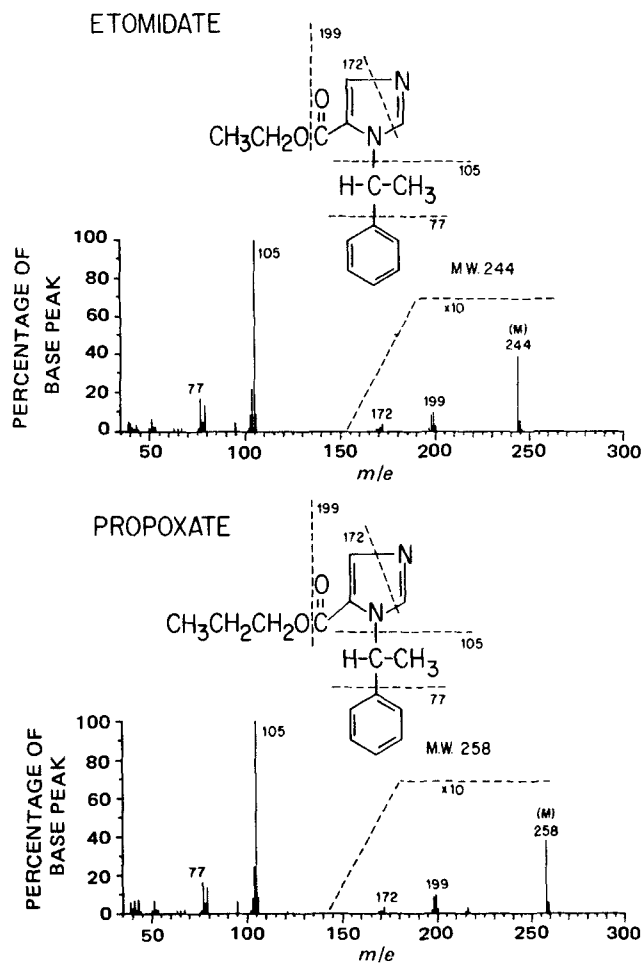 ETOMIDATE
199
172
N
O
CH3CH2OC
N
105
H-C-CH3
77
PERCENTAGE OF
BASE PEAK
100
80
60
40
20
0
105
77
M.W. 244
x10
(M)
244
172
199
50
100
150
200
250
300
m/e
PROPOXATE
199
172
N
O
CH3CH2CH2OC
N
105
H-C-CH3
77
PERCENTAGE OF
BASE PEAK
100
80
60
40
20
0
105
77
M.W. 258
x10
(M)
258
172
199
50
100
150
200
250
300
m/e